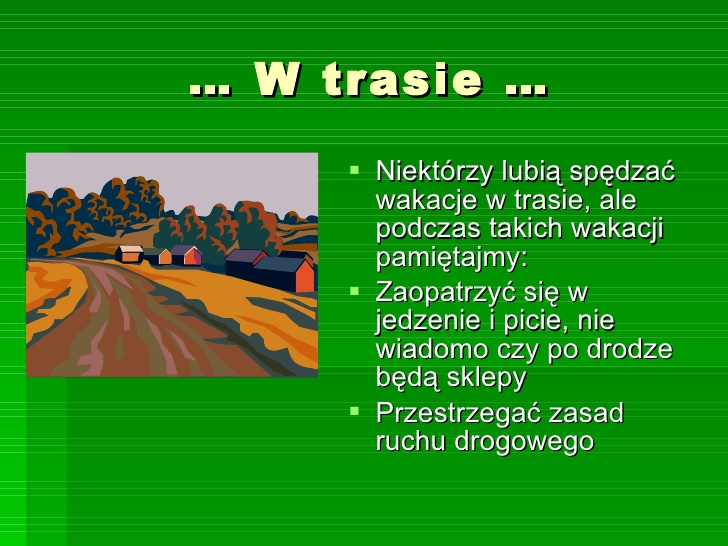 ... W trasie ...
Niektórzy lubią spędzać
wakacje w trasie, ale
podczas takich wakacji
pamiętajmy:
Zaopatrzyć się w
jedzenie i picie, nie
wiadomo czy po drodze
będą sklepy
Przestrzegać zasad
ruchu drogowego